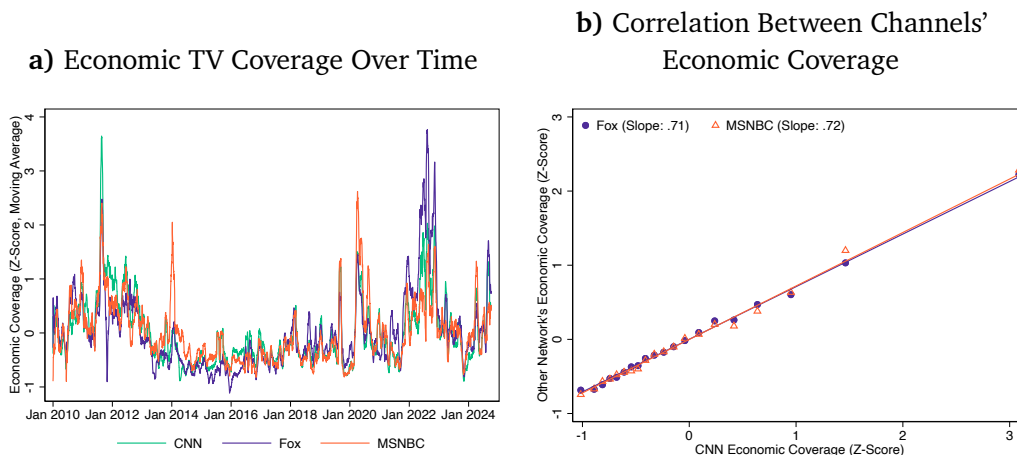 a) Economic TV Coverage Over Time
Economic Coverage (Z-Score, Moving Average)
4
3
2
1
0
-1
Jan 2010 Jan 2012 Jan 2014 Jan 2016 Jan 2018 Jan 2020 Jan 2022 Jan 2024
CNN Fox MSNBC
b) Correlation Between Channels’
Economic Coverage
Other Network's Economic Coverage (Z-Score)
Fox (Slope: .71) MSNBC (Slope: .72)
3
2
1
0
-1
-1 0 1 2 3
CNN Economic Coverage (Z-Score)